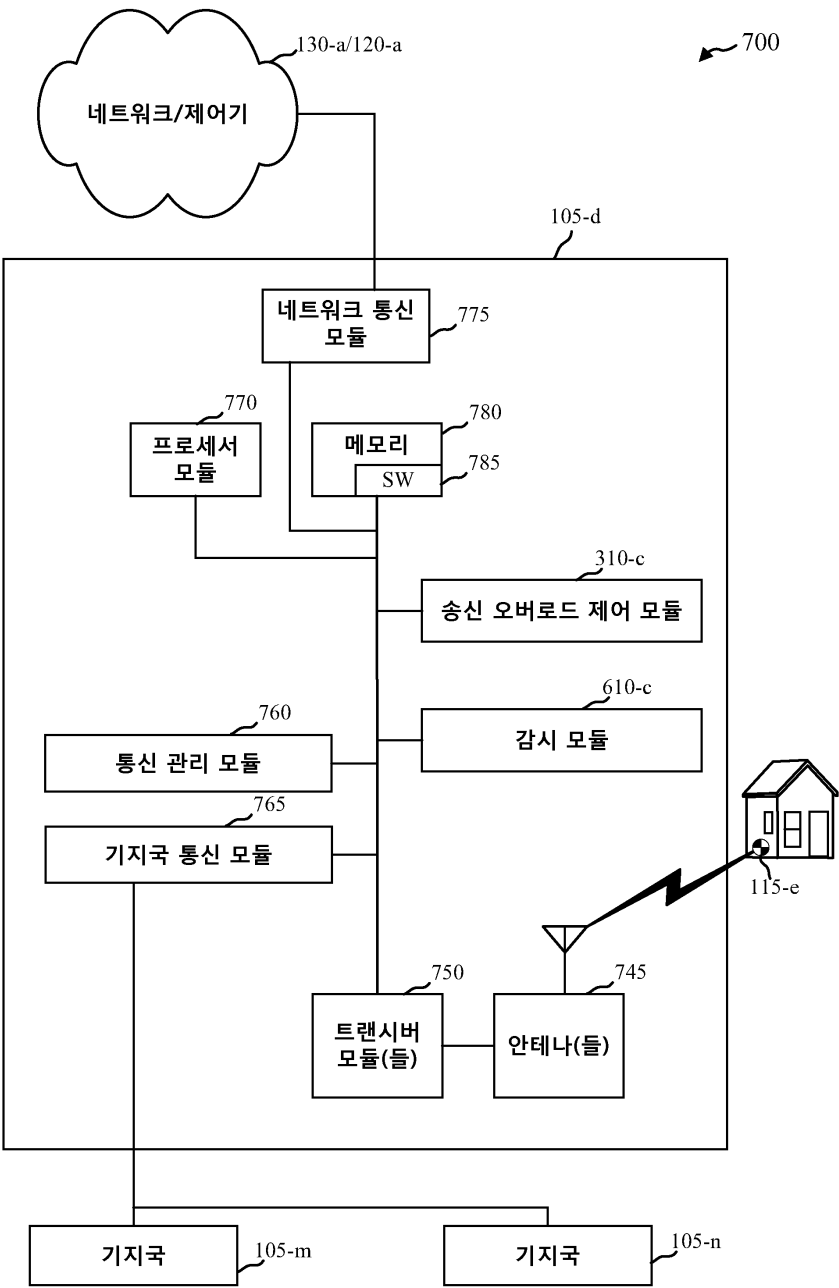 130-a/120-a
700
네트워크/제어기
105-d
네트워크 통신
모듈
775
770
780
프로세서
모듈
메모리
785
SW
310-c
송신 오버로드 제어 모듈
610-c
760
감시 모듈
통신 관리 모듈
765
기지국 통신 모듈
115-e
750
745
트랜시버
모듈(들)
안테나(들)
기지국
105-m
기지국
105-n